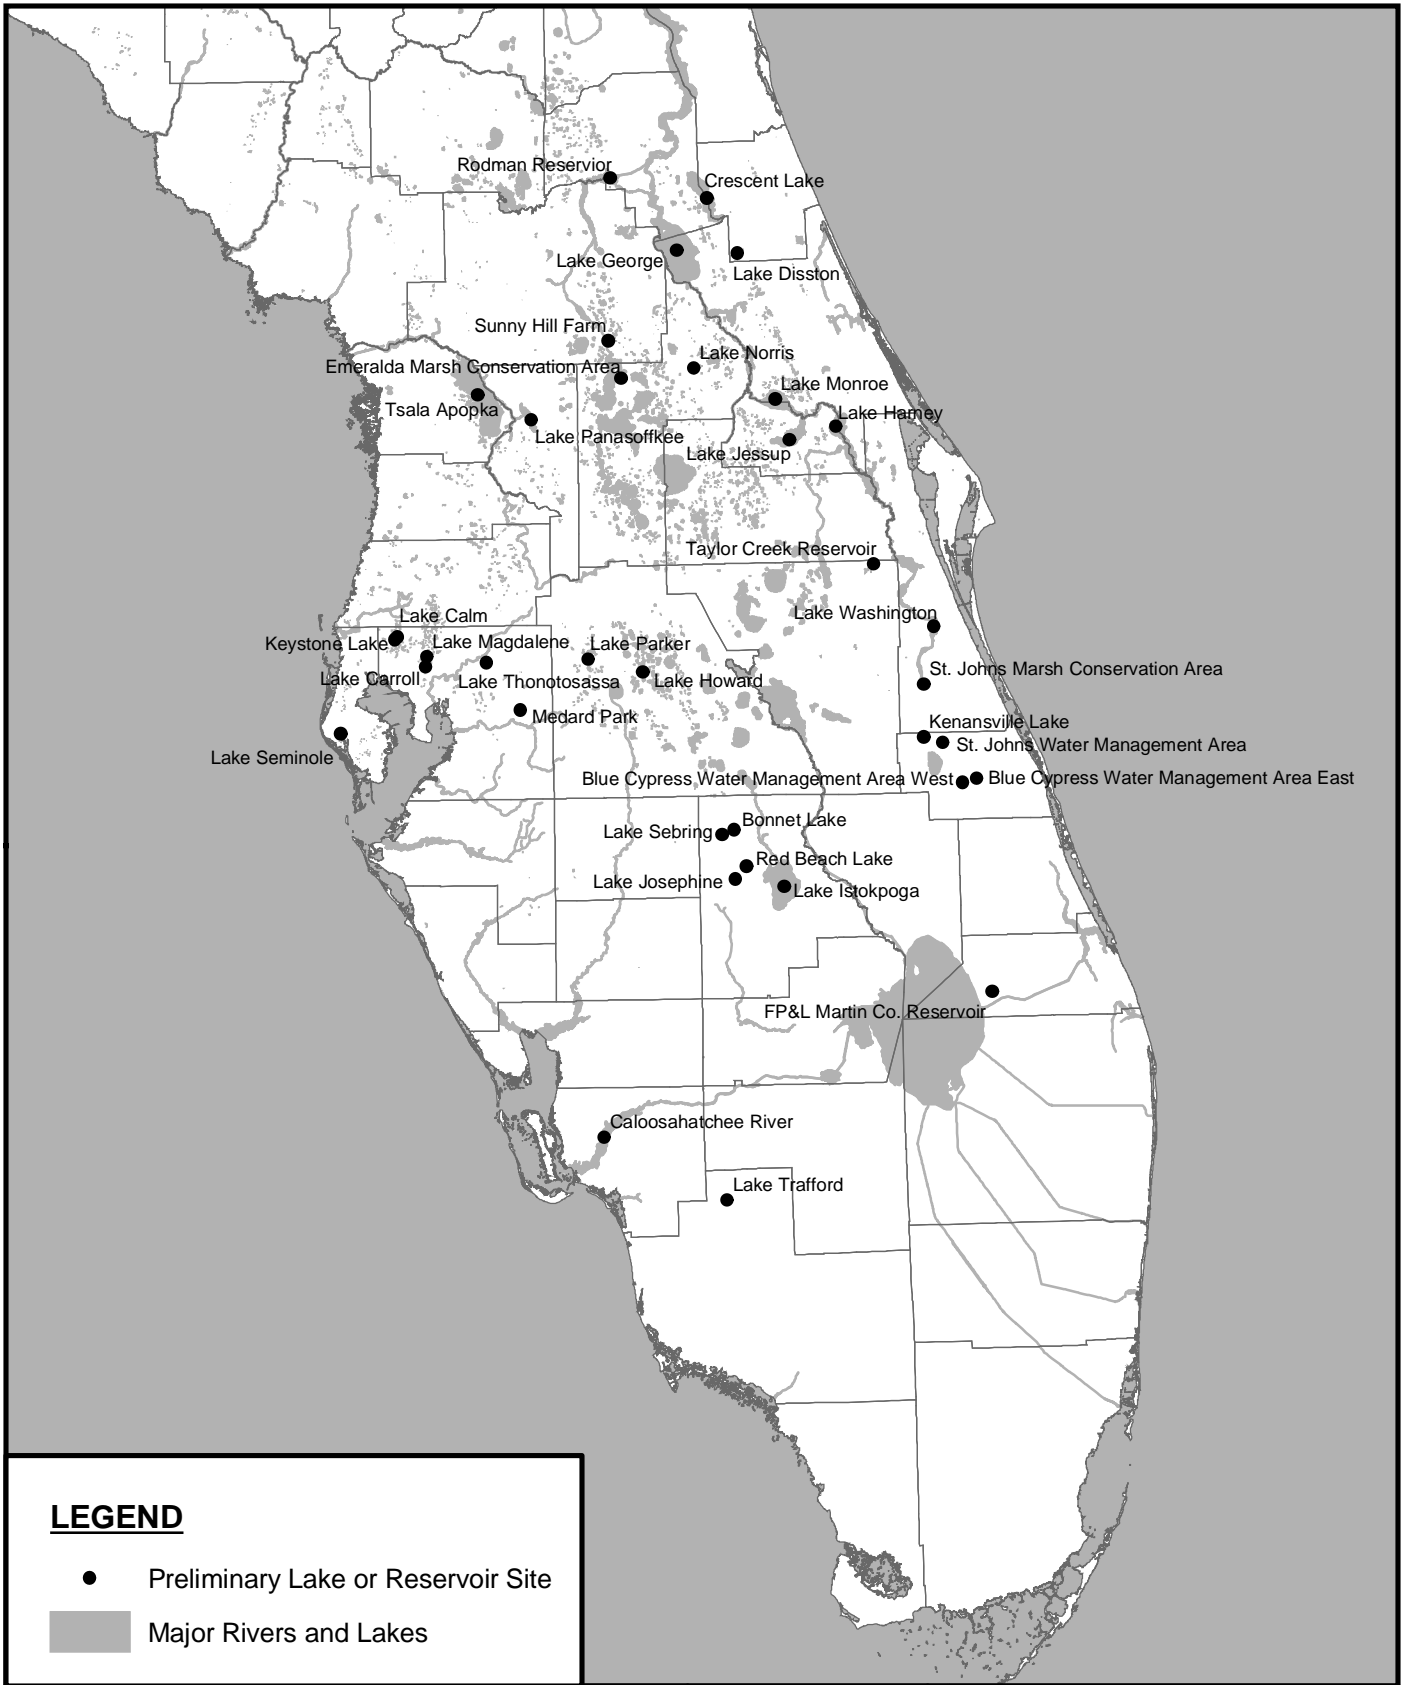 Rodman Reservior
Crescent Lake
Lake George
Lake Disston
Sunny Hill Farm
Lake Norris
Emeralda Marsh Conservation Area
Lake Monroe
Tsala Apopka
Lake Harney
Lake Panasoffkee
Lake Jessup
Taylor Creek Reservoir
Lake Calm
Lake Washington
Keystone Lake
Lake Magdalene
Lake Parker
Lake Carroll
Lake Thonotosassa
Lake Howard
St. Johns Marsh Conservation Area
Medard Park
Kenansville Lake
St. Johns Water Management Area
Lake Seminole
Blue Cypress Water Management Area West
Blue Cypress Water Management Area East
Bonnet Lake
Lake Sebring
Red Beach Lake
Lake Josephine
Lake Istokpoga
FP&L Martin Co. Reservoir
Caloosahatchee River
Lake Trafford
LEGEND
Preliminary Lake or Reservoir Site
Major Rivers and Lakes